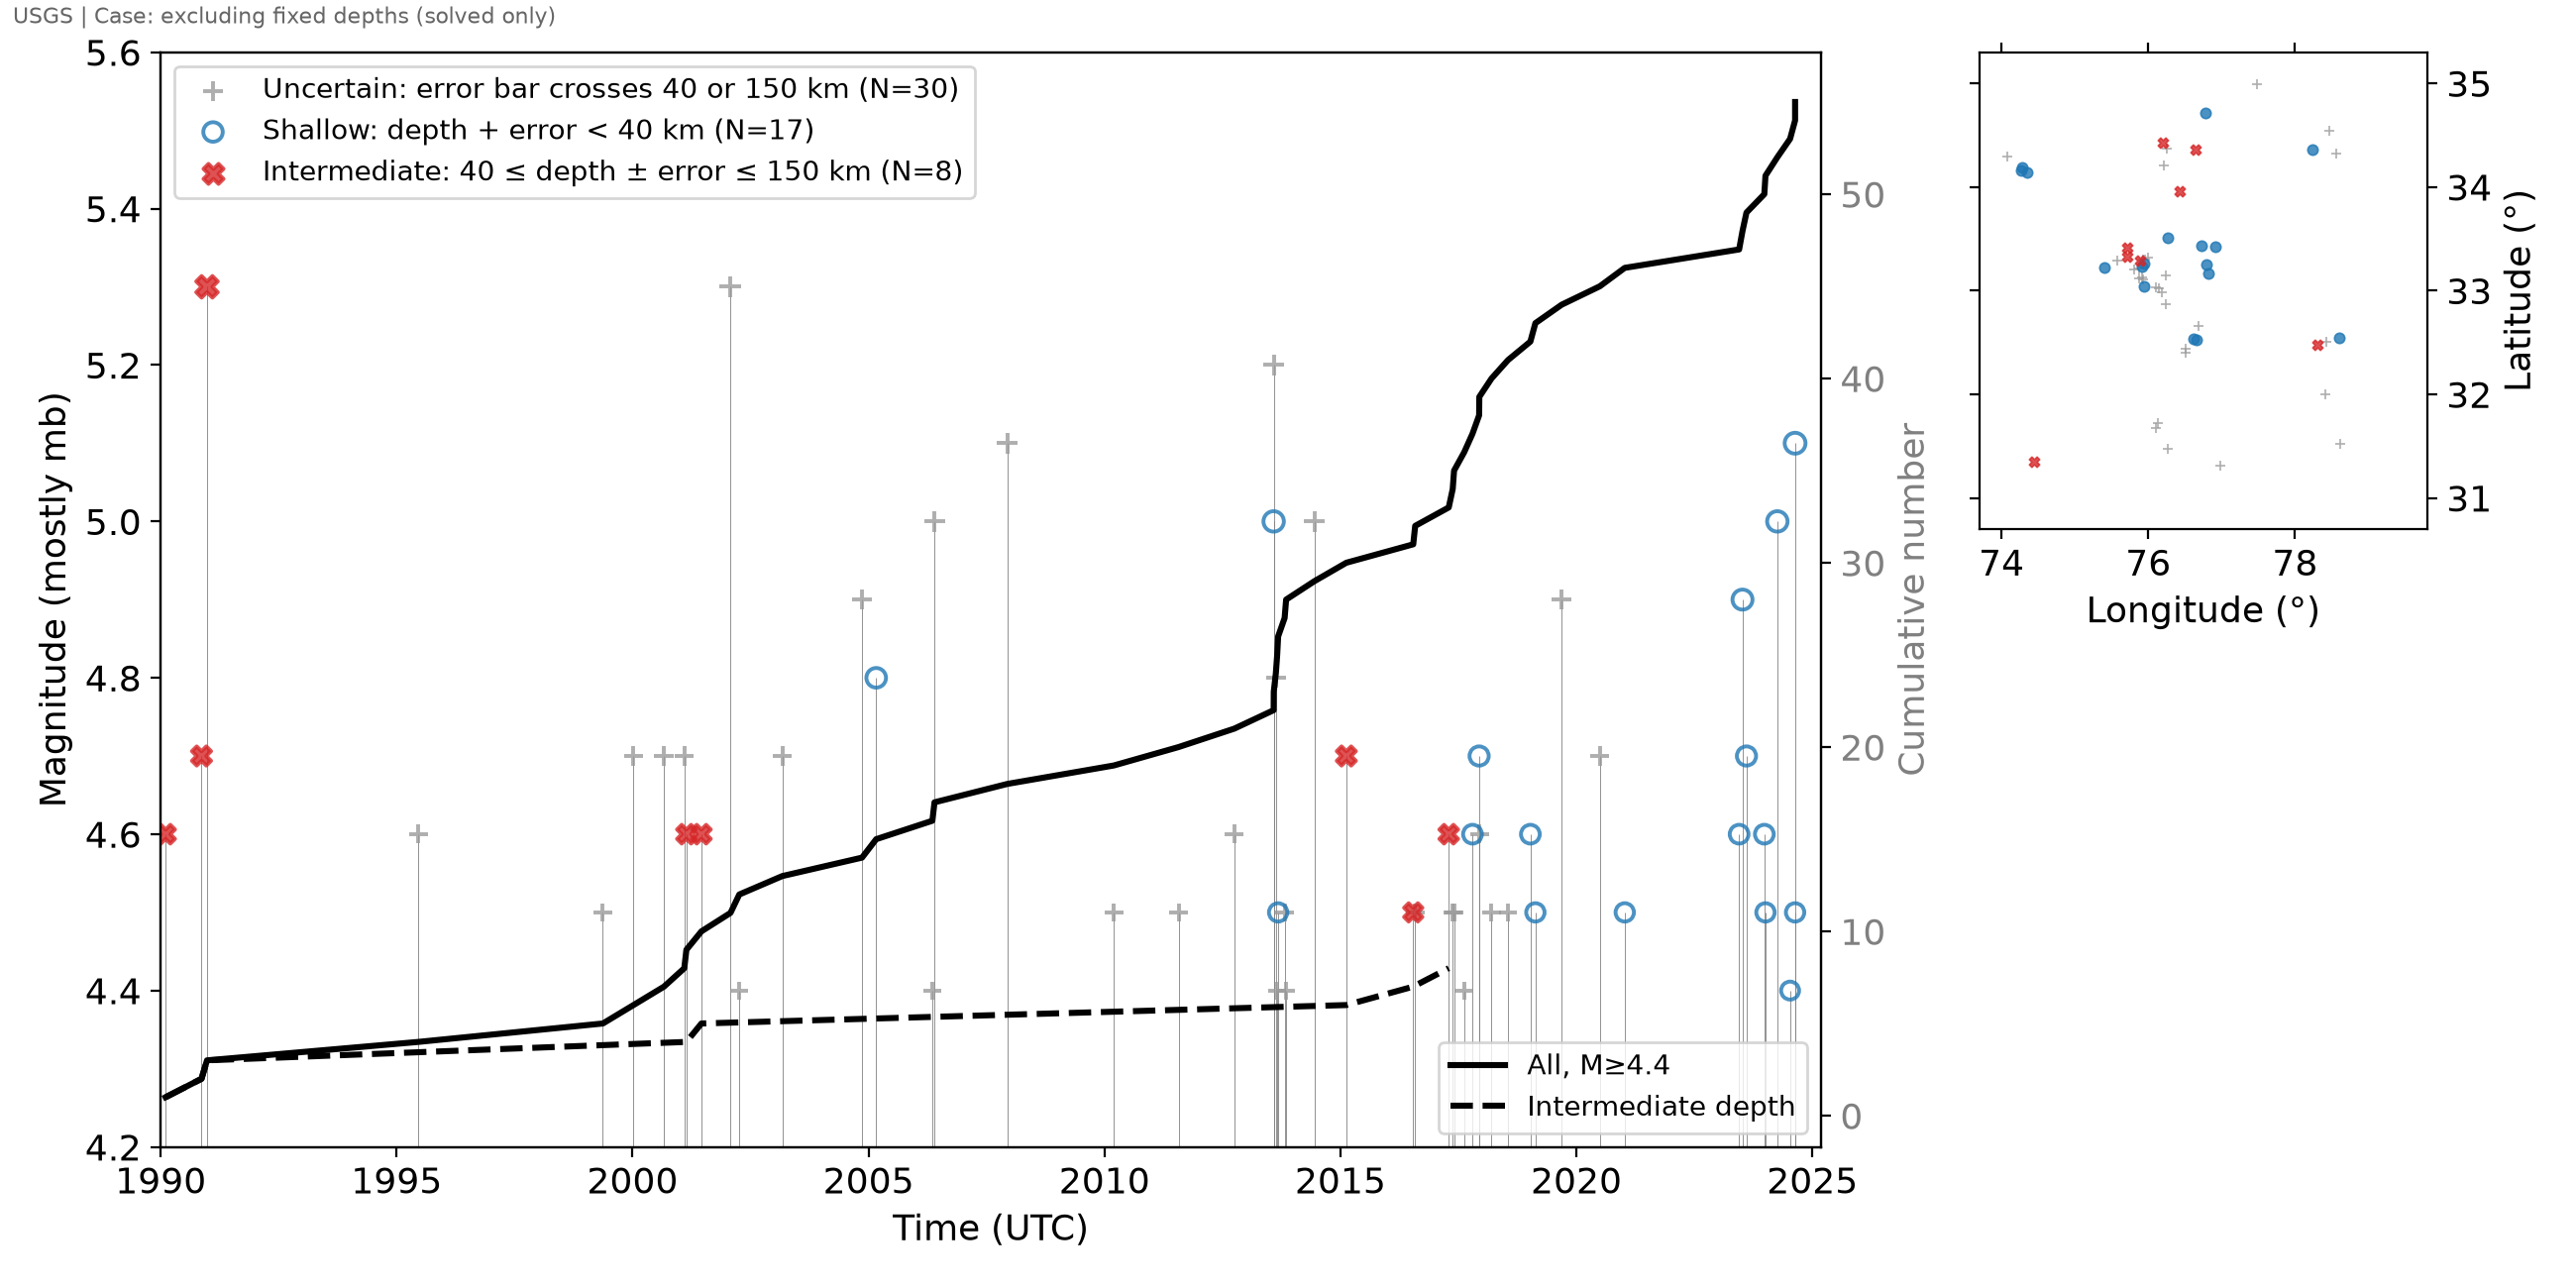 USGS | Case: excluding fixed depths (solved only)
5.6
5.4
5.2
5.0
4.8
4.6
4.4
4.2
Magnitude (mostly mb)
Uncertain: error bar crosses 40 or 150 km (N=30)
Shallow: depth + error < 40 km (N=17)
Intermediate: 40 ≤ depth ± error ≤ 150 km (N=8)
50
40
30
20
10
0
Cumulative number
All, M≥4.4
Intermediate depth
1990 1995 2000 2005 2010 2015 2020 2025
Time (UTC)
35
34
33
32
31
Latitude (°)
74 76 78
Longitude (°)